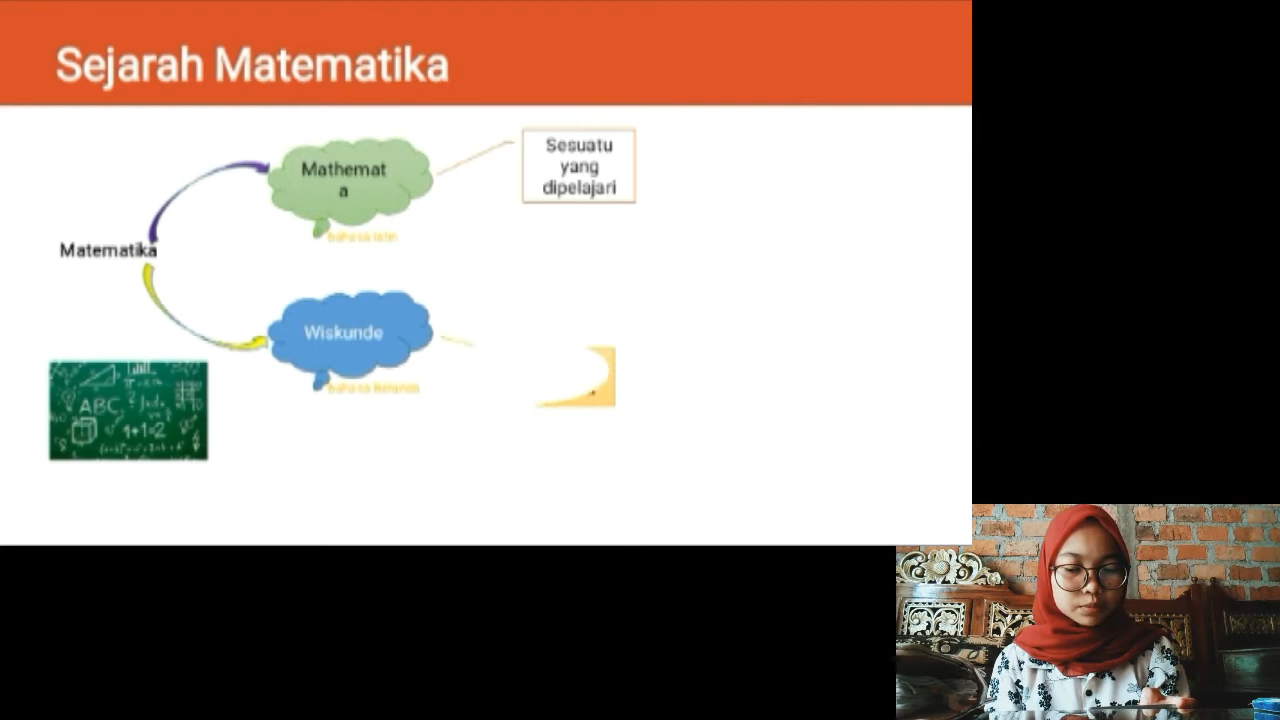 Sejarah Matematika
Mathemat
a
Sesuatu
yang
dipelajari
bahasa latin
Matematika
Wiskunde
bahasa Belanda
ABC
1+1=2